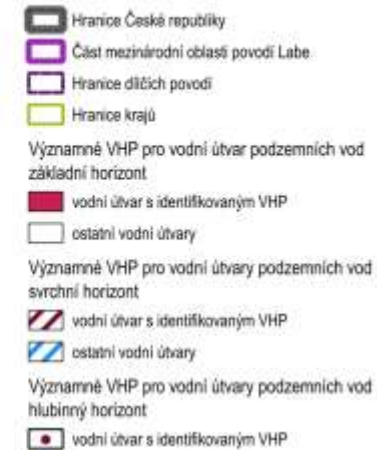 Hranice České republiky
Část mezinárodní oblasti povodí Labe
Hranice dílčích povodí
Hranice krajů
Významné VHP pro vodní útvar podzemních vod
základní horizont
vodní útvar s identifikovaným VHP
ostatní vodní útvary
Významné VHP pro vodní útvary podzemních vod
svrchní horizont
vodní útvar s identifikovaným VHP
ostatní vodní útvary
Významné VHP pro vodní útvary podzemních vod
hlubinný horizont
vodní útvar s identifikovaným VHP